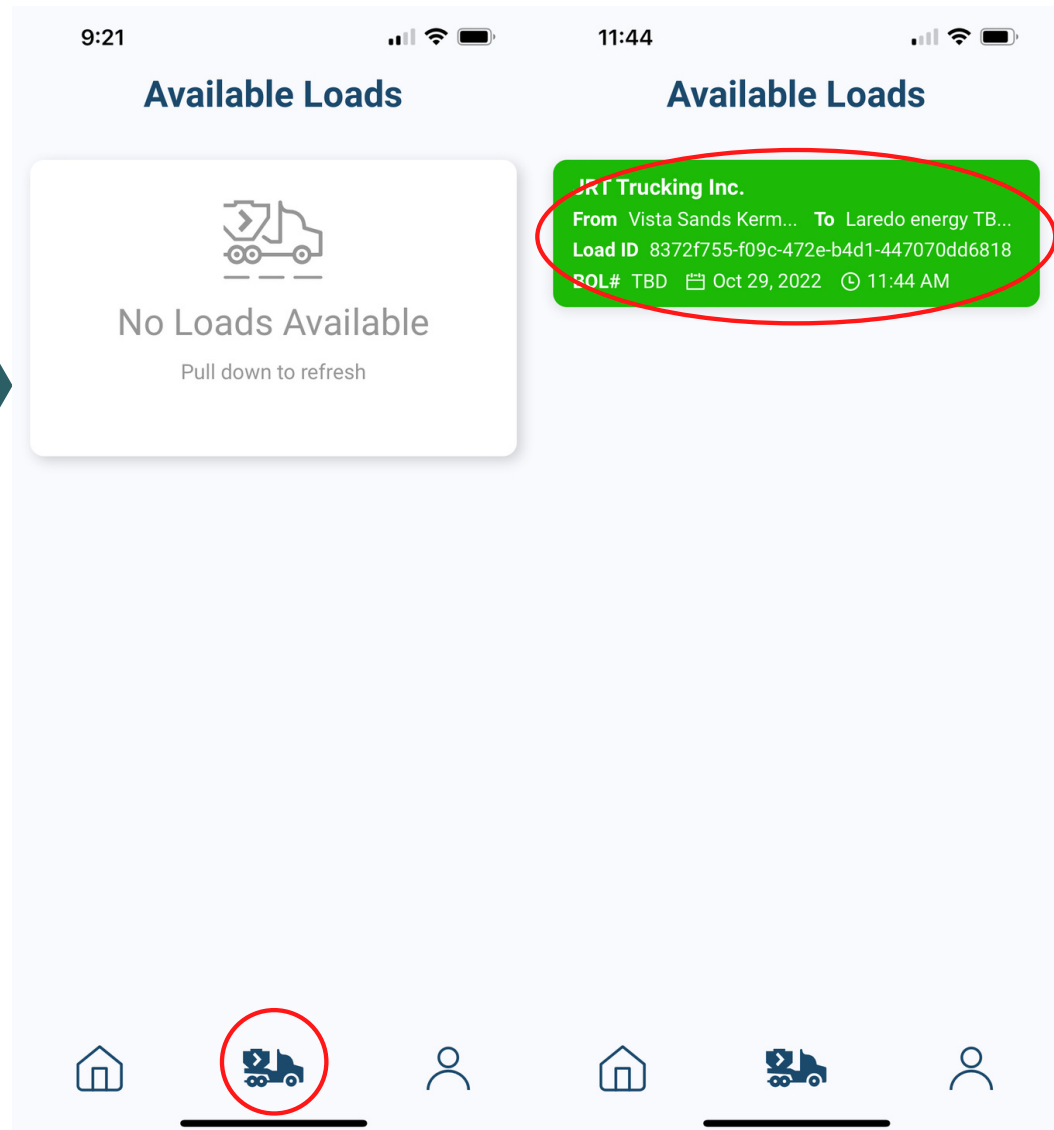 9:21
Available Loads
No Loads Available
Pull down to refresh
11:44
Available Loads
JRT Trucking Inc.
From Vista Sands Kerm... To Laredo energy TB...
Load ID 8372f755-f09c-472e-b4d1-447070dd6818
BOL# TBD Oct 29, 2022 11:44 AM